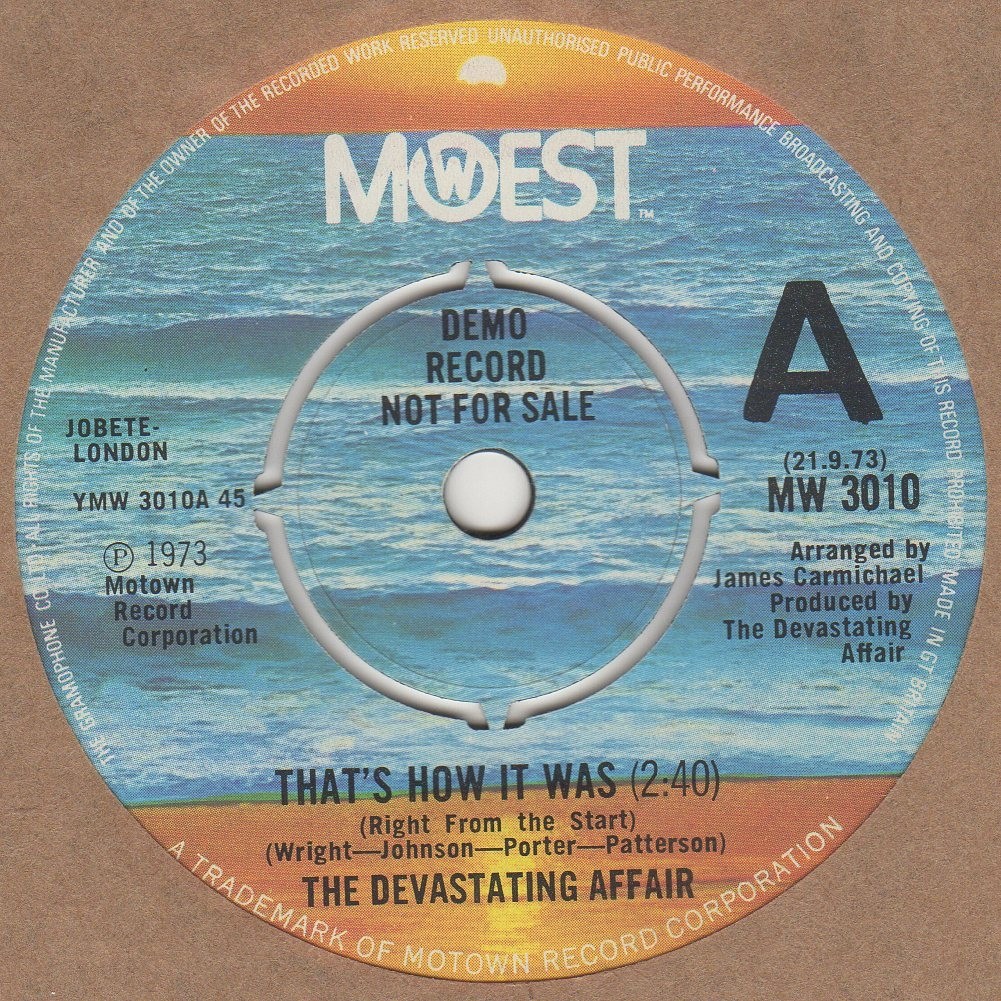 THE GRAMOPHONE CO. LTD. ALL RIGHTS OF THE MANUFACTURER AND OF THE OWNER OF THE RECORDED WORK RESERVED UNAUTHORISED PUBLIC PERFORMANCE BROADCASTING AND COPYING OF THIS RECORD PROHIBITED MADE IN GT BRITAIN
MOWEST TM
DEMO
RECORD
NOT FOR SALE
A
JOBETE-
LONDON
YMW 3010A 45
Ⓟ 1973
Motown
Record
Corporation
(21.9.73)
MW 3010
Arranged by
James Carmichael
Produced by
The Devastating
Affair
THAT'S HOW IT WAS (2:40)
(Right From the Start)
(Wright—Johnson—Porter—Patterson)
THE DEVASTATING AFFAIR
A TRADEMARK OF MOTOWN RECORD CORPORATION